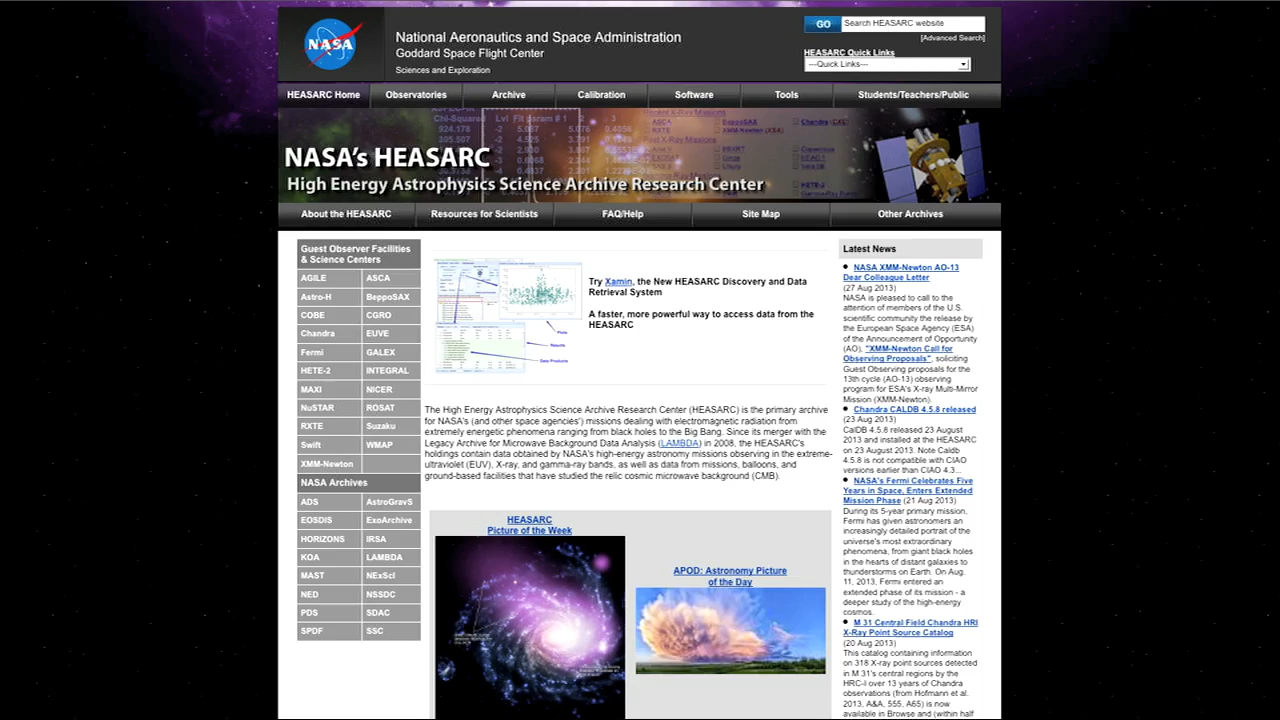 NASA
National Aeronautics and Space Administration
Goddard Space Flight Center
Sciences and Exploration
GO
Search HEASARC website
[Advanced Search]
HEASARC Quick Links
---Quick Links---
HEASARC Home
Observatories
Archive
Calibration
Software
Tools
Students/Teachers/Public
NASA's HEASARC
High Energy Astrophysics Science Archive Research Center
About the HEASARC
Resources for Scientists
FAQ/Help
Site Map
Other Archives
Guest Observer Facilities
& Science Centers
AGILE ASCA
Astro-H BeppoSAX
COBE CGRO
Chandra EUVE
Fermi GALEX
HETE-2 INTEGRAL
MAXI NICER
NuSTAR ROSAT
RXTE Suzaku
Swift WMAP
XMM-Newton
NASA Archives
ADS AstroGravS
EOSDIS ExoArchive
HORIZONS IRSA
KOA LAMBDA
MAST NExScI
NED NSSDC
PDS SDAC
SPDF SSC
Plots
Results
Data Products
Try Xamin, the New HEASARC Discovery and Data
Retrieval System
A faster, more powerful way to access data from the
HEASARC
The High Energy Astrophysics Science Archive Research Center (HEASARC) is the primary archive
for NASA's (and other space agencies') missions dealing with electromagnetic radiation from
extremely energetic phenomena ranging from black holes to the Big Bang. Since its merger with the
Legacy Archive for Microwave Background Data Analysis (LAMBDA) in 2008, the HEASARC's
holdings contain data obtained by NASA's high-energy astronomy missions observing in the extreme-
ultraviolet (EUV), X-ray, and gamma-ray bands, as well as data from missions, balloons, and
ground-based facilities that have studied the relic cosmic microwave background (CMB).
HEASARC
Picture of the Week
APOD: Astronomy Picture
of the Day
Latest News
NASA XMM-Newton AO-13
Dear Colleague Letter
(27 Aug 2013)
NASA is pleased to call to the
attention of members of the U.S.
scientific community the release by
the European Space Agency (ESA)
of the Announcement of Opportunity
(AO), "XMM-Newton Call for
Observing Proposals", soliciting
Guest Observing proposals for the
13th cycle (AO-13) observing
program for ESA's X-ray Multi-Mirror
Mission (XMM-Newton).
Chandra CALDB 4.5.8 released
(23 Aug 2013)
CalDB 4.5.8 released 23 August
2013 and installed at the HEASARC
on 23 August 2013. Note Caldb
4.5.8 is not compatible with CIAO
versions earlier than CIAO 4.3...
NASA's Fermi Celebrates Five
Years in Space, Enters Extended
Mission Phase (21 Aug 2013)
During its 5-year primary mission,
Fermi has given astronomers an
increasingly detailed portrait of the
universe's most extraordinary
phenomena, from giant black holes
in the hearts of distant galaxies to
thunderstorms on Earth. On Aug.
11, 2013, Fermi entered an
extended phase of its mission - a
deeper study of the high-energy
cosmos.
M 31 Central Field Chandra HRI
X-Ray Point Source Catalog
(20 Aug 2013)
This catalog containing information
on 318 X-ray point sources detected
in M 31's central regions by the
HRC-I over 13 years of Chandra
observations (from Hofmann et al.
2013, A&A, 555, A65) is now
available in Browse and (within half